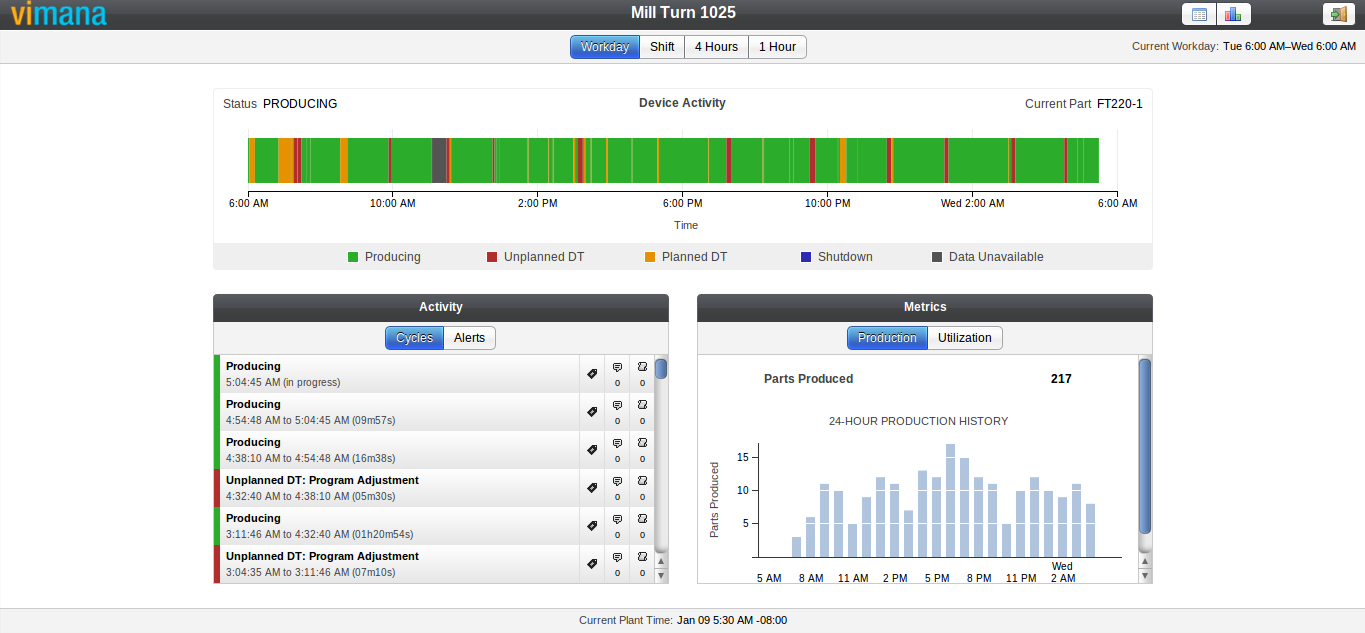 vimana
Mill Turn 1025
Workday Shift 4 Hours 1 Hour
Current Workday: Tue 6:00 AM–Wed 6:00 AM
Status PRODUCING
Device Activity
Current Part FT220-1
6:00 AM 10:00 AM 2:00 PM 6:00 PM 10:00 PM Wed 2:00 AM 6:00 AM
Time
Producing Unplanned DT Planned DT Shutdown Data Unavailable
Activity
Cycles Alerts
Producing
5:04:45 AM (in progress)
0 0
Producing
4:54:48 AM to 5:04:45 AM (09m57s)
0 0
Producing
4:38:10 AM to 4:54:48 AM (16m38s)
0 0
Unplanned DT: Program Adjustment
4:32:40 AM to 4:38:10 AM (05m30s)
0 0
Producing
3:11:46 AM to 4:32:40 AM (01h20m54s)
0 0
Unplanned DT: Program Adjustment
3:04:35 AM to 3:11:46 AM (07m10s)
0 0
Metrics
Production Utilization
Parts Produced 217
24-HOUR PRODUCTION HISTORY
Parts Produced
15
10
5
Wed
5 AM 8 AM 11 AM 2 PM 5 PM 8 PM 11 PM 2 AM
Current Plant Time: Jan 09 5:30 AM -08:00